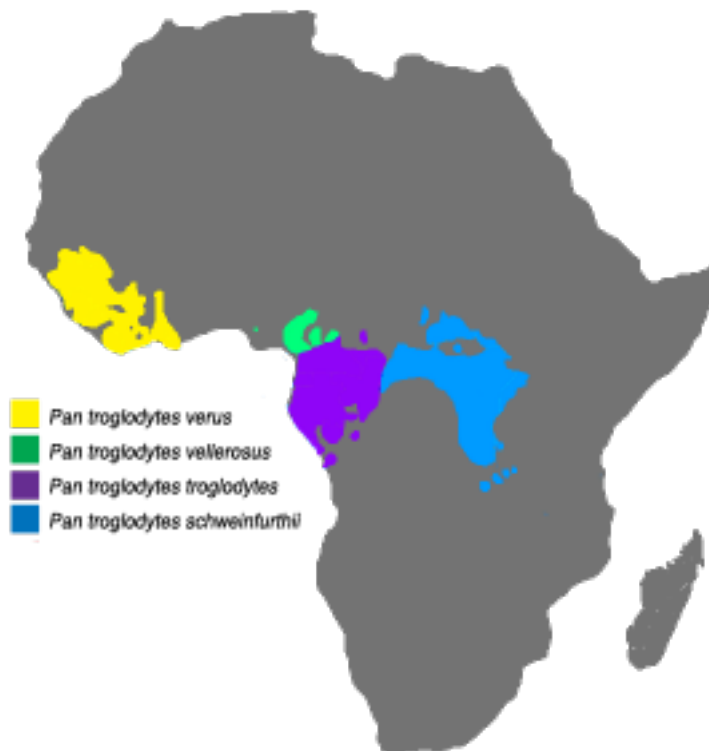 Pan troglodytes verus
Pan troglodytes vellerosus
Pan troglodytes troglodytes
Pan troglodytes schweinfurthii